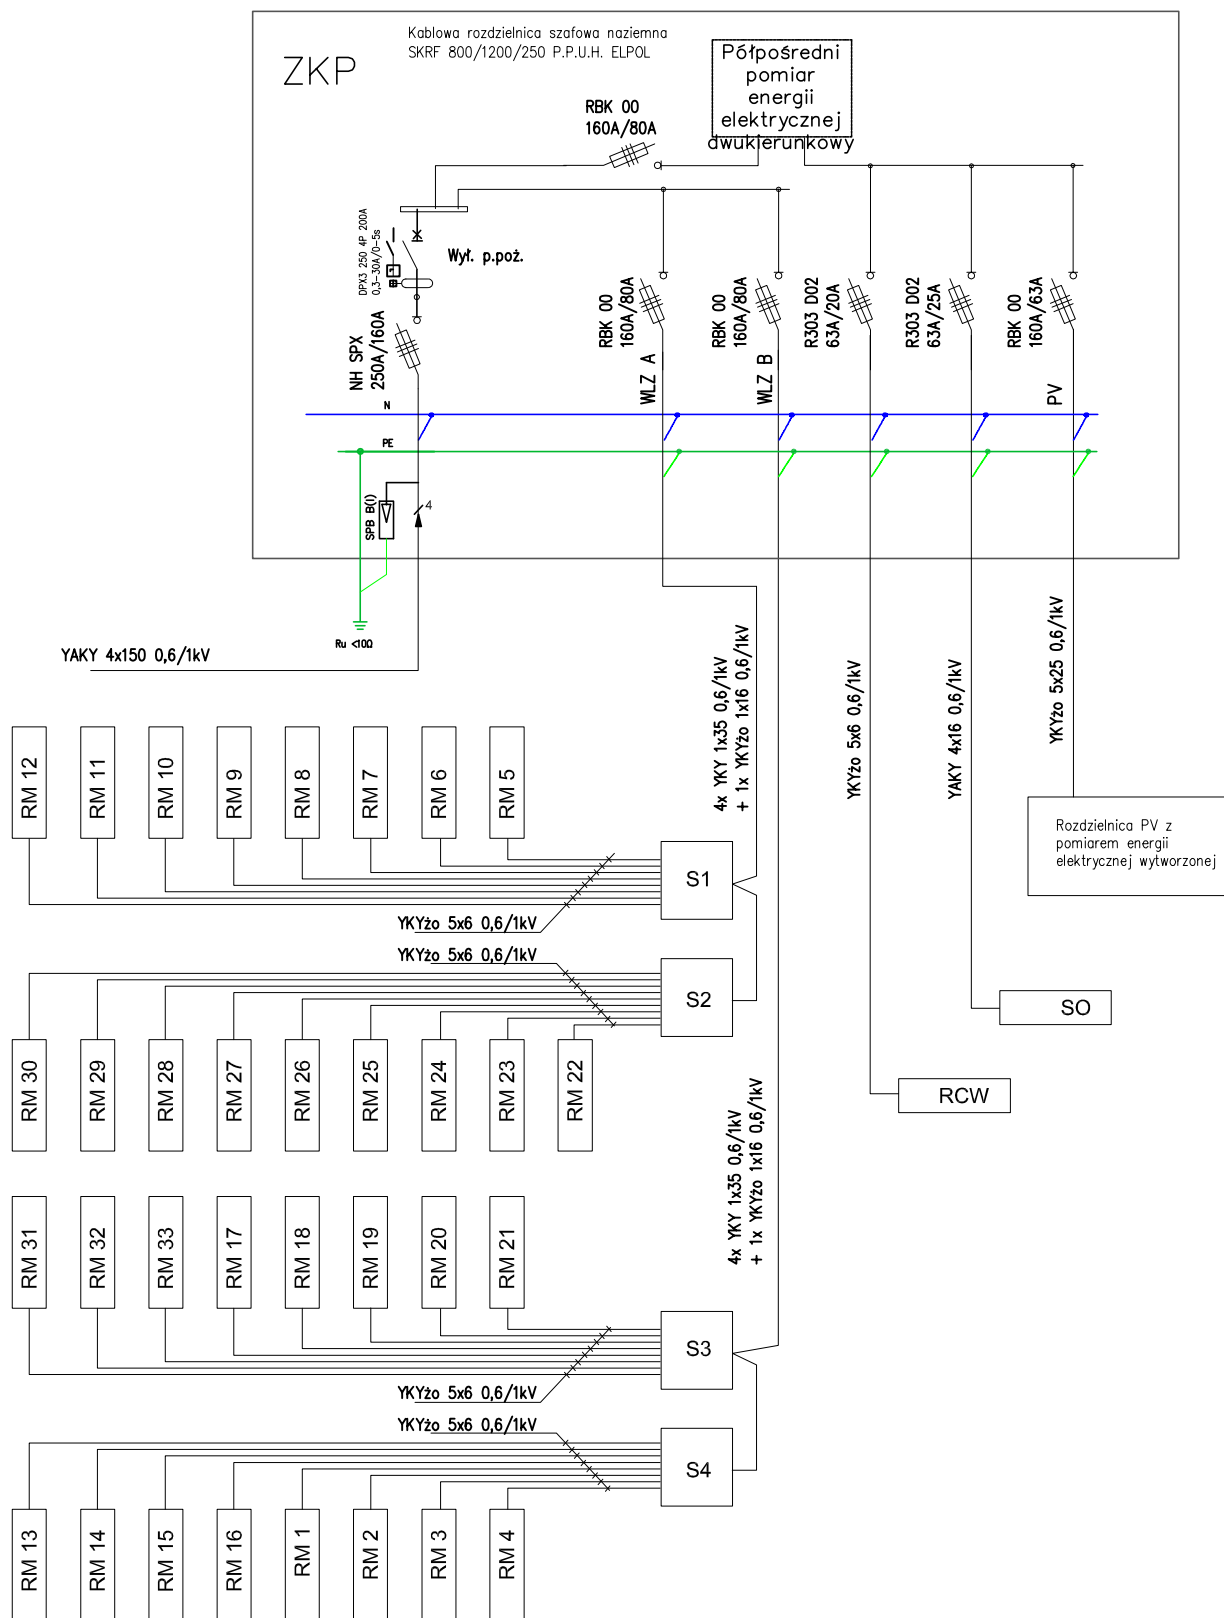 Kablowa rozdzielnica szafowa naziemna
SKRF 800/1200/250 P.P.U.H. ELPOL
ZKP
Półpośredni
pomiar
energii
elektrycznej
dwukierunkowy
RBK 00
160A/80A
DPX3 250 4P 200A
0,3-30A/0-5s
Wył. p.poż.
NH SPX
250A/160A
RBK 00
160A/80A
WLZ A
RBK 00
160A/80A
WLZ B
R303 D02
63A/20A
R303 D02
63A/25A
RBK 00
160A/63A
PV
N
PE
SPB B(I)
4
Ru <10Ω
YAKY 4x150 0,6/1kV
4x YKY 1x35 0,6/1kV
+ 1x YKYżo 1x16 0,6/1kV
YKYżo 5x6 0,6/1kV
YAKY 4x16 0,6/1kV
YKYżo 5x25 0,6/1kV
Rozdzielnica PV z
pomiarem energii
elektrycznej wytworzonej
RM 12
RM 11
RM 10
RM 9
RM 8
RM 7
RM 6
RM 5
S1
YKYżo 5x6 0,6/1kV
YKYżo 5x6 0,6/1kV
S2
SO
RM 30
RM 29
RM 28
RM 27
RM 26
RM 25
RM 24
RM 23
RM 22
RCW
4x YKY 1x35 0,6/1kV
+ 1x YKYżo 1x16 0,6/1kV
RM 31
RM 32
RM 33
RM 17
RM 18
RM 19
RM 20
RM 21
S3
YKYżo 5x6 0,6/1kV
YKYżo 5x6 0,6/1kV
S4
RM 13
RM 14
RM 15
RM 16
RM 1
RM 2
RM 3
RM 4